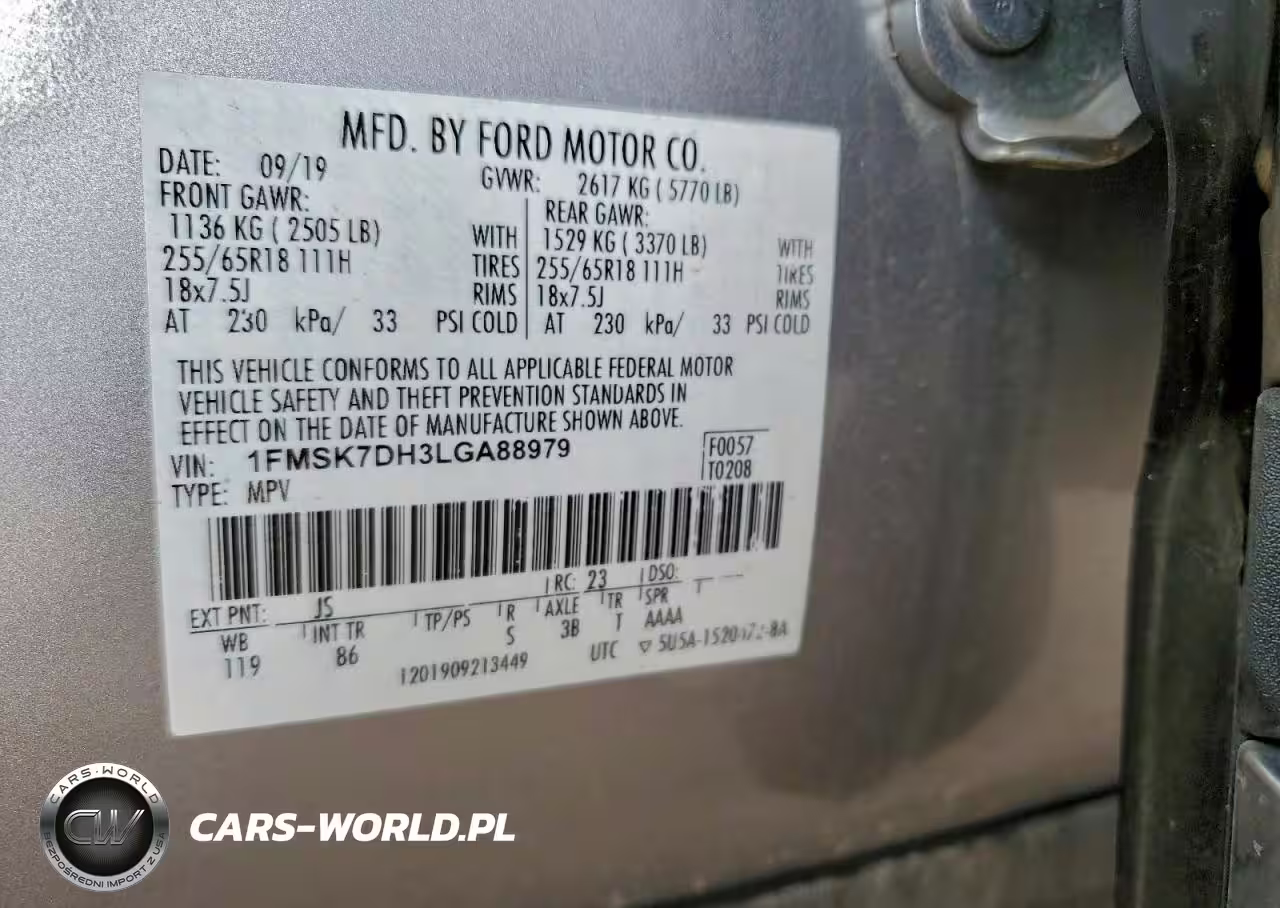 MFD. BY FORD MOTOR CO.
DATE: 09/19 GVWR: 2617 KG ( 5770 LB)
FRONT GAWR: REAR GAWR:
1136 KG ( 2505 LB) WITH 1529 KG ( 3370 LB) WITH
255/65R18 111H TIRES 255/65R18 111H TIRES
18x7.5J RIMS 18x7.5J RIMS
AT 230 kPa/ 33 PSI COLD AT 230 kPa/ 33 PSI COLD
THIS VEHICLE CONFORMS TO ALL APPLICABLE FEDERAL MOTOR
VEHICLE SAFETY AND THEFT PREVENTION STANDARDS IN
EFFECT ON THE DATE OF MANUFACTURE SHOWN ABOVE.
VIN: 1FMSK7DH3LGA88979 F0057
TYPE: MPV T0208
EXT PNT: JS RC: 23 DSO:
WB INT TR TP/PS R AXLE TR SPR
119 86 S 3B T AAAA
1201909213449 UTC
CARS-WORLD
CW
BEZPOŚREDNI IMPORT Z USA
CARS-WORLD.PL